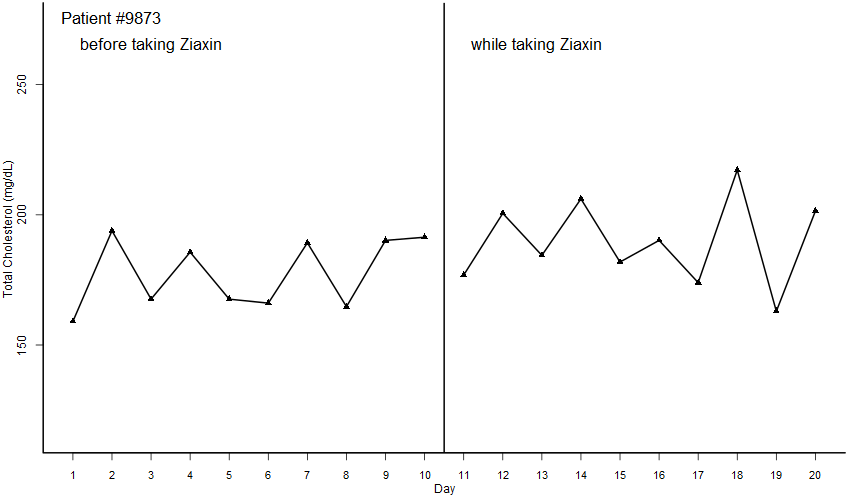 Patient #9873
before taking Ziaxin
while taking Ziaxin
Total Cholesterol (mg/dL)
250
200
150
1 2 3 4 5 6 7 8 9 10 11 12 13 14 15 16 17 18 19 20
Day